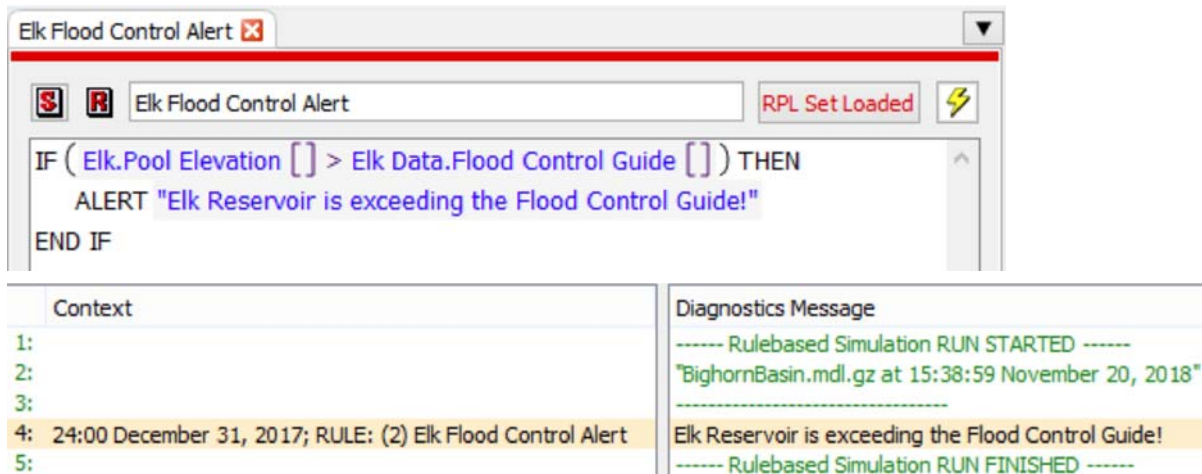 Elk Flood Control Alert
S R Elk Flood Control Alert RPL Set Loaded
IF ( Elk.Pool Elevation [] > Elk Data.Flood Control Guide [] ) THEN
ALERT "Elk Reservoir is exceeding the Flood Control Guide!"
END IF
Context Diagnostics Message
1: ------ Rulebased Simulation RUN STARTED ------
2: "BighornBasin.mdl.gz at 15:38:59 November 20, 2018"
3: -----------------------------------
4: 24:00 December 31, 2017; RULE: (2) Elk Flood Control Alert Elk Reservoir is exceeding the Flood Control Guide!
5: ------ Rulebased Simulation RUN FINISHED ------